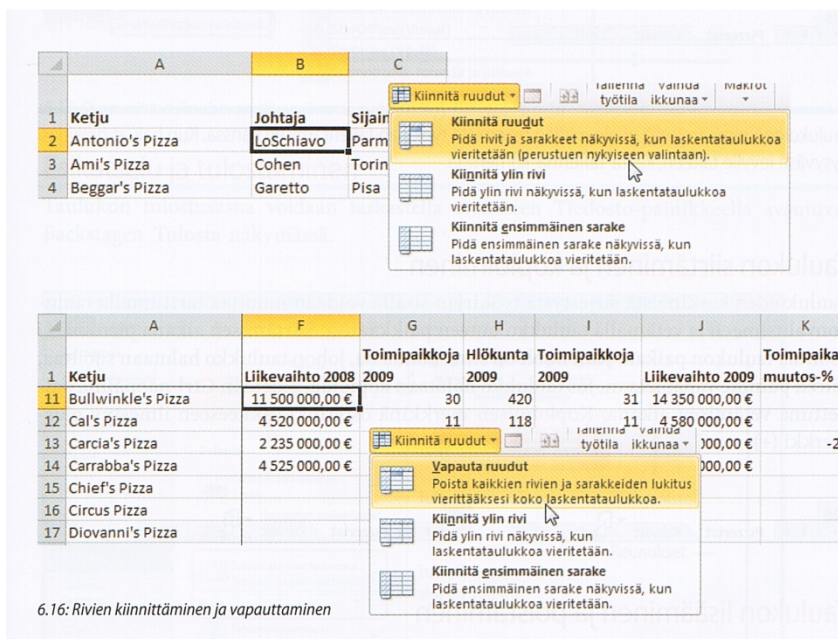 A B C
1 Ketju Johtaja Sijain
2 Antonio's Pizza LoSchiavo Parm
3 Ami's Pizza Cohen Torin
4 Beggar's Pizza Garetto Pisa
Kiinnitä ruudut
työtila ikkunaa
Makrot
Kiinnitä ruudut
Pidä rivit ja sarakkeet näkyvissä, kun laskentataulukkoa
vieritetään (perustuen nykyiseen valintaan).
Kiinnitä ylin rivi
Pidä ylin rivi näkyvissä, kun laskentataulukkoa
vieritetään.
Kiinnitä ensimmäinen sarake
Pidä ensimmäinen sarake näkyvissä, kun
laskentataulukkoa vieritetään.
A F G H I J K
Toimipaikkoja Hlökunta Toimipaikkoja Toimipaika
1 Ketju Liikevaihto 2008 2009 2009 2009 Liikevaihto 2009 muutos-%
11 Bullwinkle's Pizza 11 500 000,00 € 30 420 31 14 350 000,00 €
12 Cal's Pizza 4 520 000,00 € 11 118 11 4 580 000,00 €
13 Carcia's Pizza 2 235 000,00 € 00,00 € -2
14 Carrabba's Pizza 4 525 000,00 € 000,00 €
15 Chief's Pizza
16 Circus Pizza
17 Diovanni's Pizza
Kiinnitä ruudut
työtila ikkunaa
Vapauta ruudut
Poista kaikkien rivien ja sarakkeiden lukitus
vierittääksesi koko laskentataulukkoa.
Kiinnitä ylin rivi
Pidä ylin rivi näkyvissä, kun
laskentataulukkoa vieritetään.
Kiinnitä ensimmäinen sarake
Pidä ensimmäinen sarake näkyvissä, kun
laskentataulukkoa vieritetään.
6.16: Rivien kiinnittäminen ja vapauttaminen